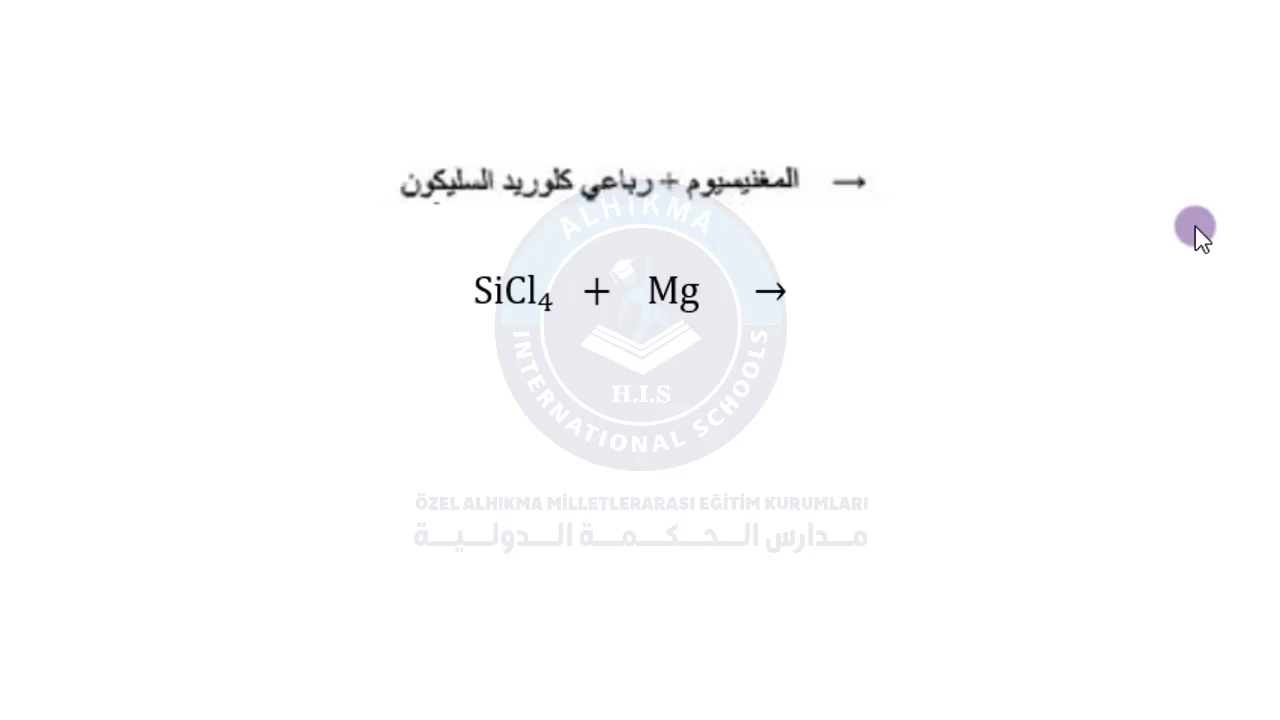 المغنيسيوم + رباعي كلوريد السليكون →
SiCl₄ + Mg →
ALHIKMA
INTERNATIONAL SCHOOLS
H.I.S
ÖZEL ALHIKMA MİLLETLERARASI EĞİTİM KURUMLARI
مدارس الحكمة الدولية